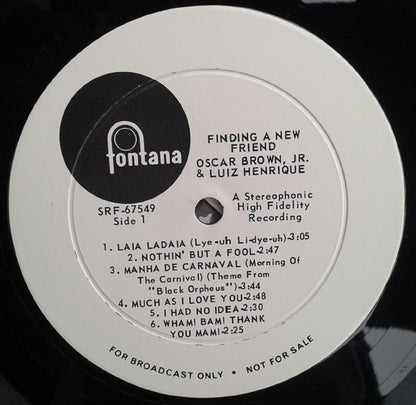 fontana
FINDING A NEW
FRIEND
OSCAR BROWN, JR.
& LUIZ HENRIQUE
SRF-67549
Side 1
A Stereophonic
High Fidelity
Recording
1. LAIA LADAIA (Lye-uh Li-dye-uh)-3:05
2. NOTHIN' BUT A FOOL-2:47
3. MANHA DE CARNAVAL (Morning Of
The Carnival) (Theme From
"Black Orpheus")-3:44
4. MUCH AS I LOVE YOU-2:48
5. I HAD NO IDEA-2:30
6. WHAM! BAM! THANK
YOU MAM!-2:25
FOR BROADCAST ONLY • NOT FOR SALE